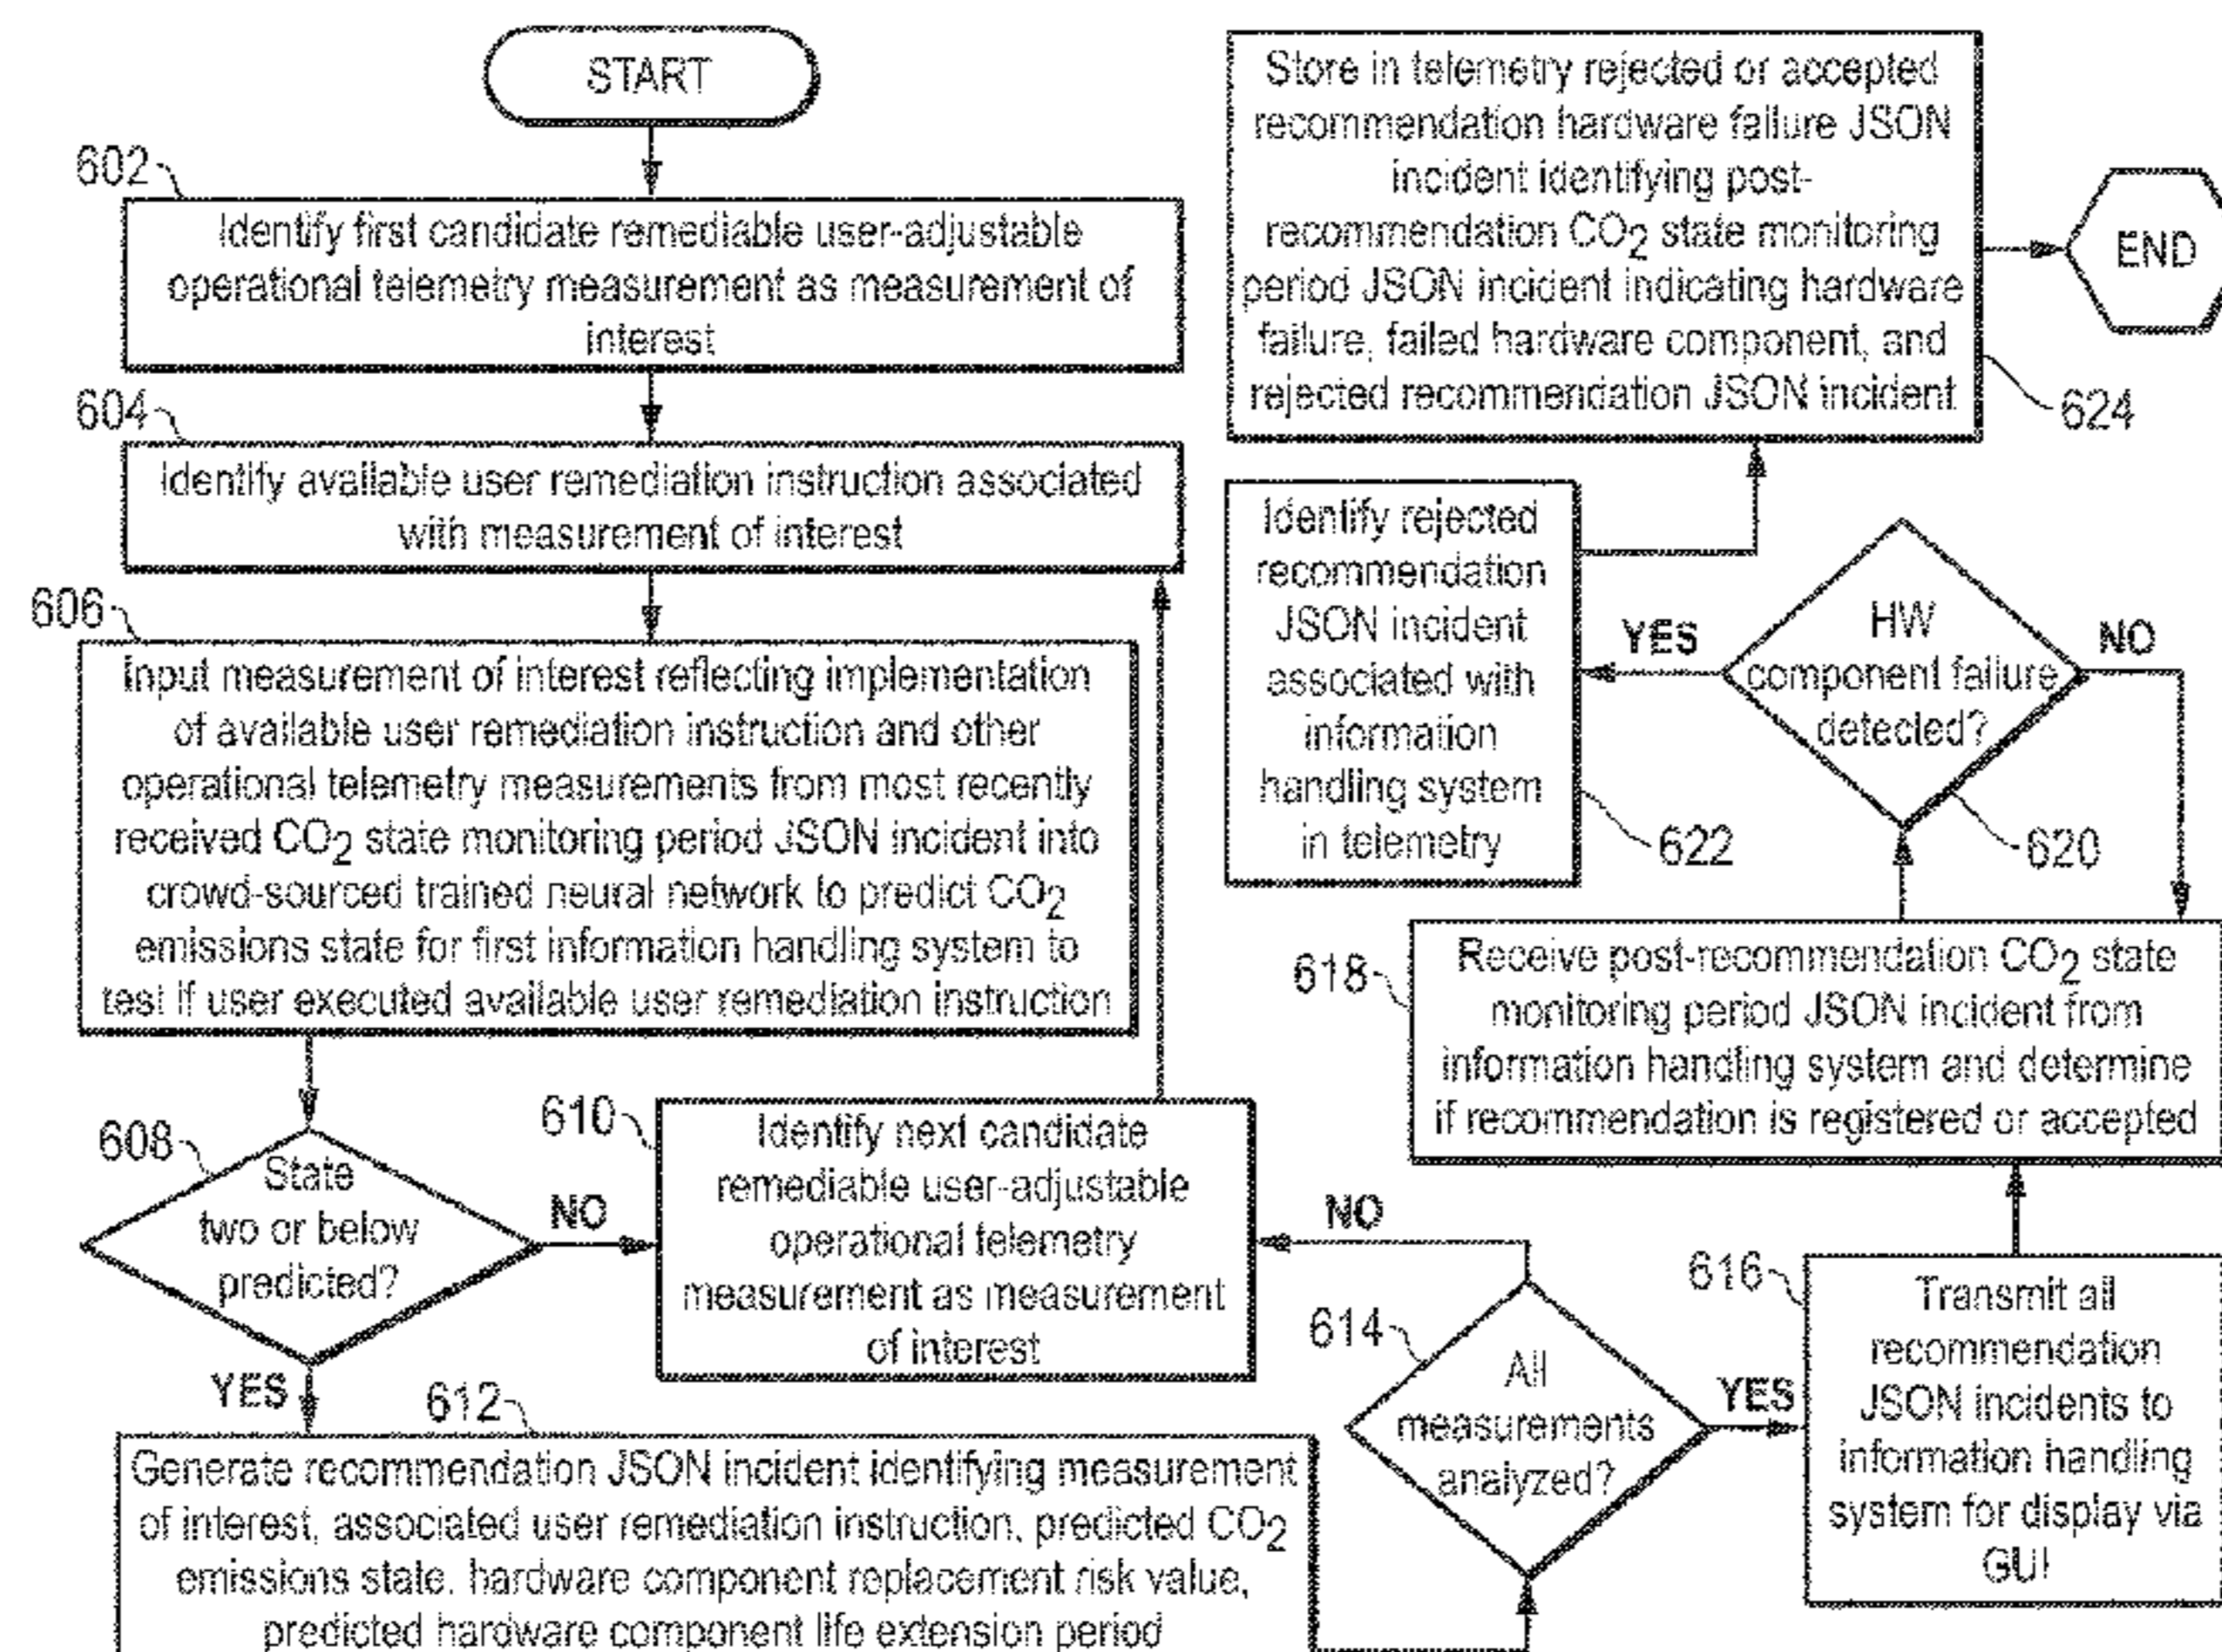 START
602
Identify first candidate remediable user-adjustable
operational telemetry measurement as measurement of
interest
604
Identify available user remediation instruction associated
with measurement of interest
606
Input measurement of interest reflecting implementation
of available user remediation instruction and other
operational telemetry measurements from most recently
received CO2 state monitoring period JSON incident into
crowd-sourced trained neural network to predict CO2
emissions state for first information handling system to
test if user executed available user remediation instruction
608
State
two or below
predicted?
NO
YES
610
Identify next candidate
remediable user-adjustable
operational telemetry
measurement as measurement
of interest
612
Generate recommendation JSON incident identifying measurement
of interest, associated user remediation instruction, predicted CO2
emissions state, hardware component replacement risk value,
predicted hardware component life extension period
614
All
measurements
analyzed?
NO
YES
616
Transmit all
recommendation
JSON incidents to
information handling
system for display via
GUI
618
Receive post-recommendation CO2 state
monitoring period JSON incident from
information handling system and determine
if recommendation is registered or accepted
HW
component failure
detected?
620
YES
NO
Identify rejected
recommendation
JSON incident
associated with
information
handling system
in telemetry
622
Store in telemetry rejected or accepted
recommendation hardware failure JSON
incident identifying post-
recommendation CO2 state monitoring
period JSON incident indicating hardware
failure, failed hardware component, and
rejected recommendation JSON incident
624
END